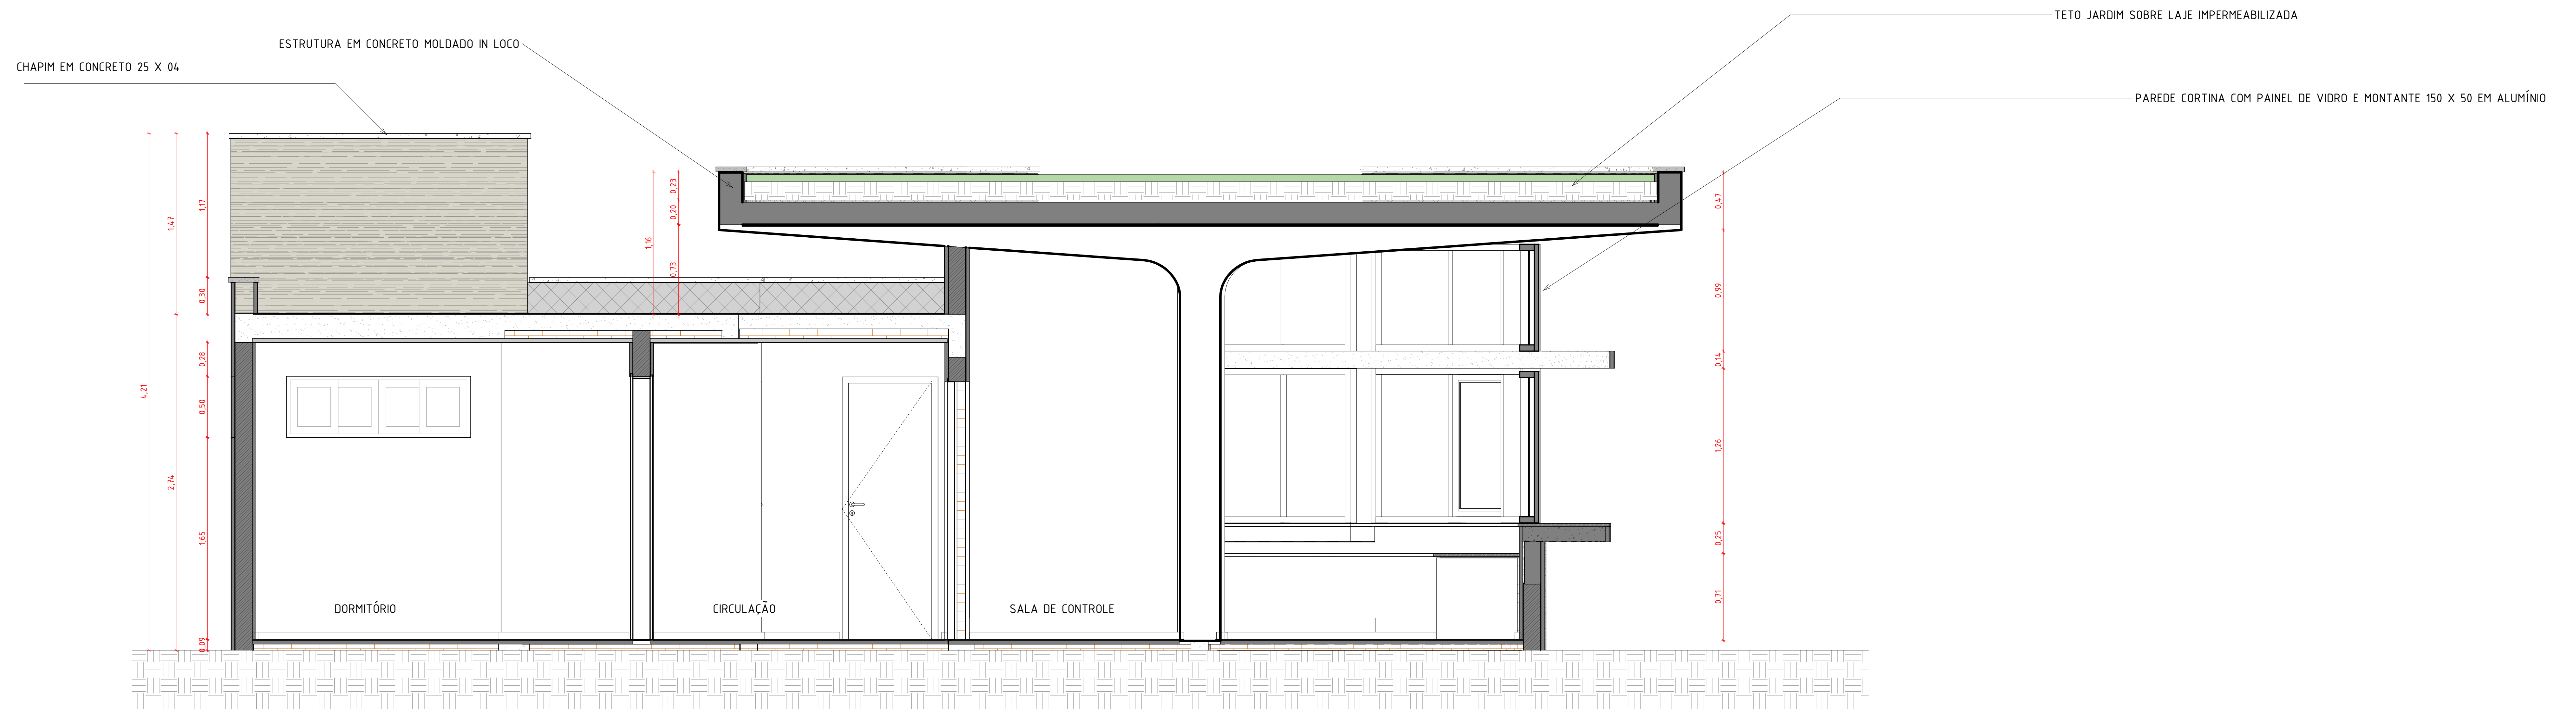 TETO JARDIM SOBRE LAJE IMPERMEABILIZADA
ESTRUTURA EM CONCRETO MOLDADO IN LOCO
CHAPIM EM CONCRETO 25 X 04
PAREDE CORTINA COM PAINEL DE VIDRO E MONTANTE 150 X 50 EM ALUMÍNIO
4,21
1,47
2,74
1,17
0,30
0,28
0,50
1,65
0,09
1,16
0,23
0,20
0,73
0,47
0,99
0,14
1,26
0,25
0,71
DORMITÓRIO
CIRCULAÇÃO
SALA DE CONTROLE